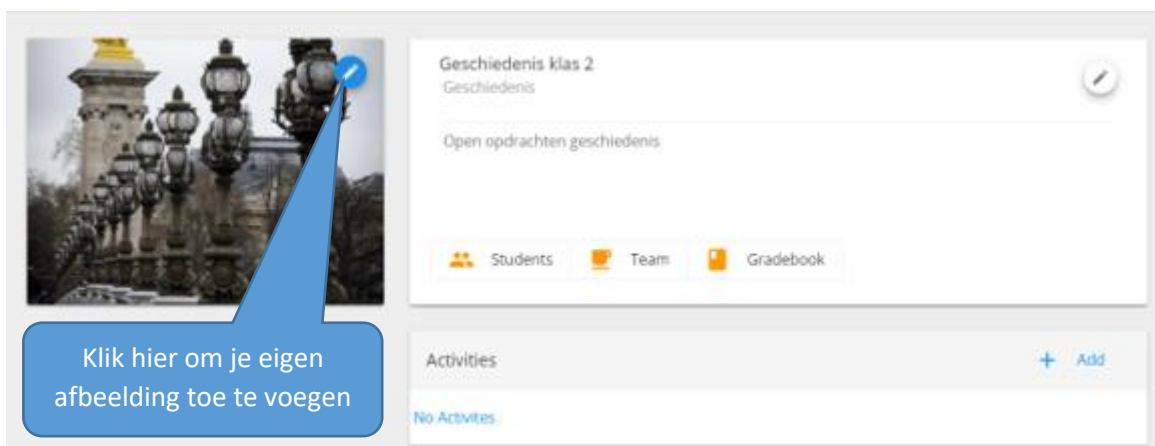 Geschiedenis klas 2
Geschiedenis
Open opdrachten geschiedenis
Students Team Gradebook
Klik hier om je eigen
afbeelding toe te voegen
Activities + Add
No Activites